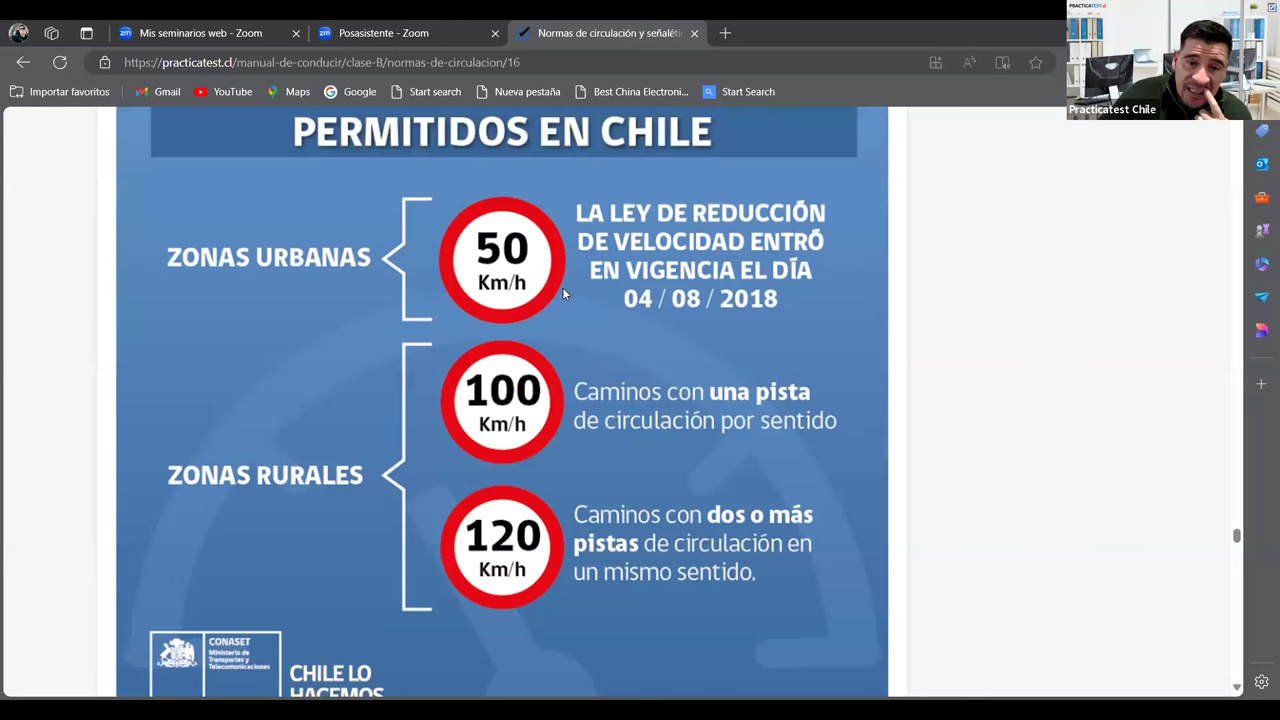 Mis seminarios web - Zoom
Posasistente - Zoom
Normas de circulación y señaléti
https://practicatest.cl/manual-de-conducir/clase-B/normas-de-circulacion/16
Importar favoritos
Gmail
YouTube
Maps
Google
Start search
Nueva pestaña
Best China Electroni...
Start Search
PRACTICATEST.cl
Practicatest Chile
PERMITIDOS EN CHILE
ZONAS URBANAS
50
Km/h
LA LEY DE REDUCCIÓN
DE VELOCIDAD ENTRÓ
EN VIGENCIA EL DÍA
04 / 08 / 2018
ZONAS RURALES
100
Km/h
Caminos con una pista
de circulación por sentido
120
Km/h
Caminos con dos o más
pistas de circulación en
un mismo sentido.
CONASET
Ministerio de
Transportes y
Telecomunicaciones
CHILE LO
HACEMOS